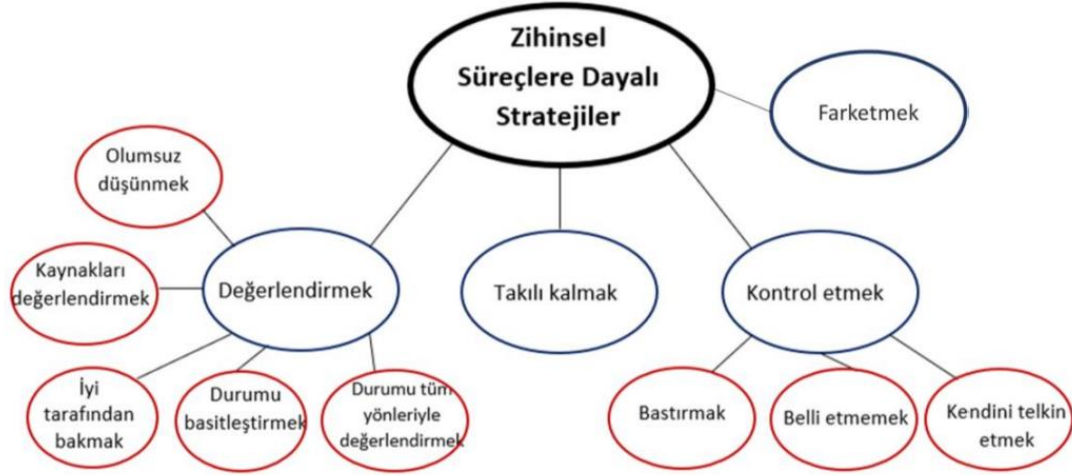 Zihinsel
Süreçlere Dayalı
Stratejiler
Farketmek
Olumsuz
düşünmek
Kaynakları
değerlendirmek
Değerlendirmek
Takılı kalmak
Kontrol etmek
İyi
tarafından
bakmak
Durumu
basitleştirmek
Durumu tüm
yönleriyle
değerlendirmek
Bastırmak
Belli etmemek
Kendini telkin
etmek